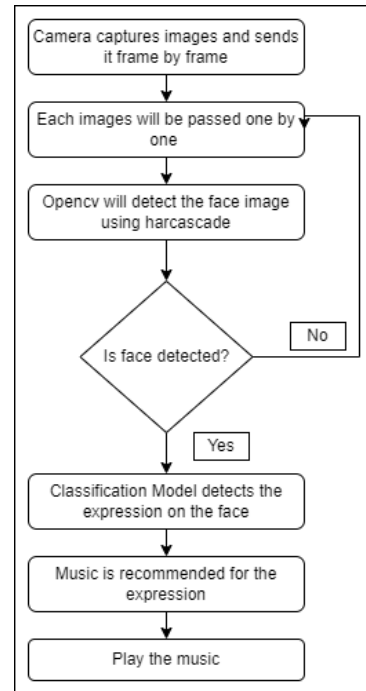 Camera captures images and sends
it frame by frame
Each images will be passed one by
one
Opencv will detect the face image
using harcascade
Is face detected?
No
Yes
Classification Model detects the
expression on the face
Music is recommended for the
expression
Play the music